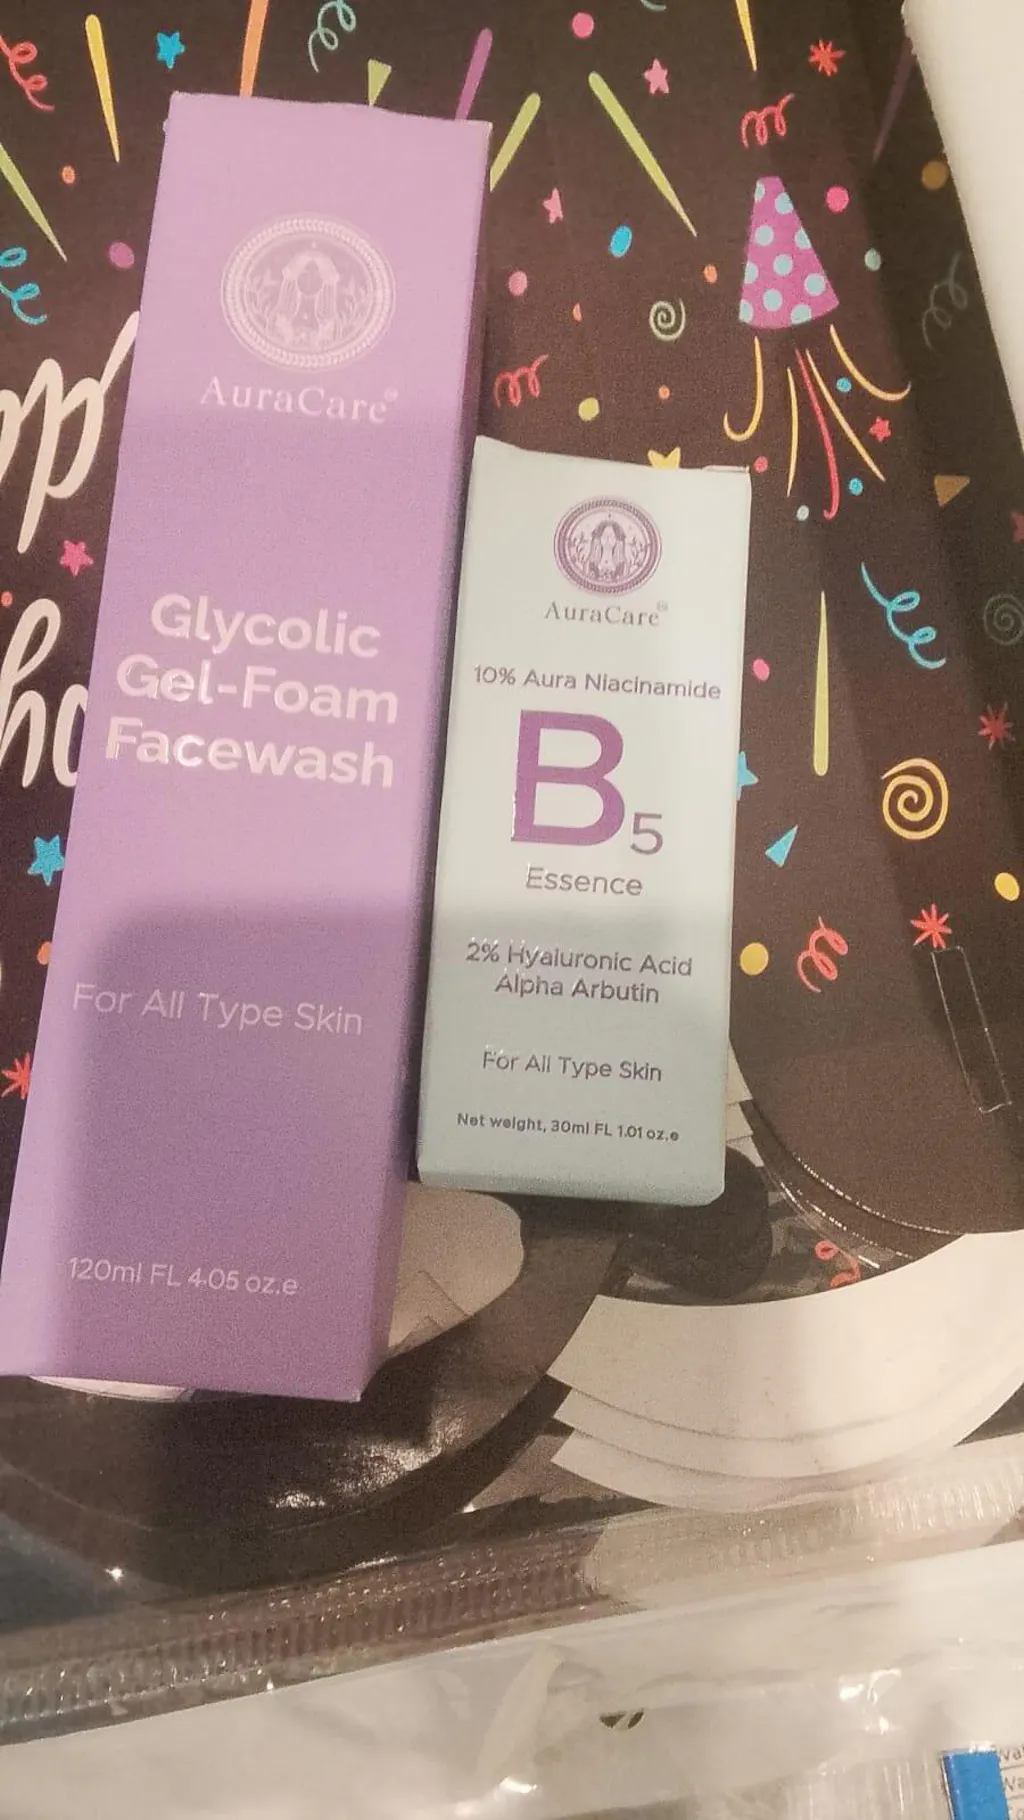 AuraCare
Glycolic
Gel-Foam
Facewash
For All Type Skin
120ml FL 4.05 oz.e
AuraCare
10% Aura Niacinamide
B5
Essence
2% Hyaluronic Acid
Alpha Arbutin
For All Type Skin
Net weight, 30ml FL 1.01 oz.e